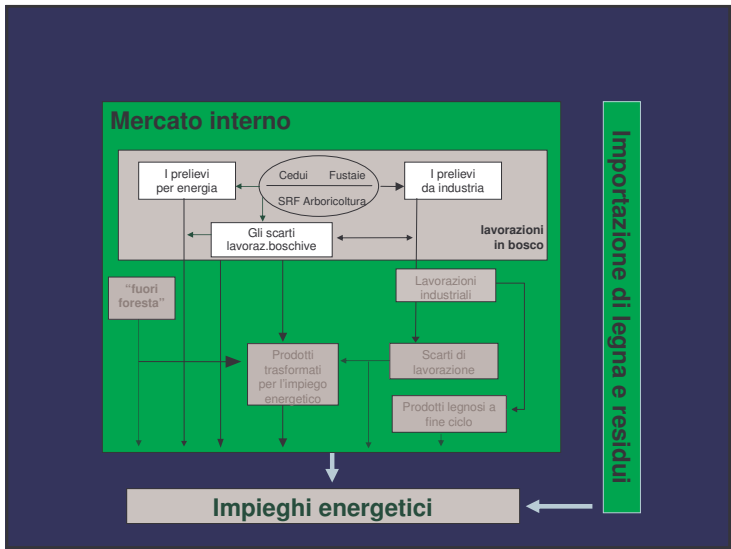 Mercato interno
I prelievi
per energia
Cedui Fustaie
SRF Arboricoltura
I prelievi
da industria
Gli scarti
lavoraz.boschive
lavorazioni
in bosco
"fuori
foresta"
Lavorazioni
industriali
Prodotti
trasformati
per l'impiego
energetico
Scarti di
lavorazione
Prodotti legnosi a
fine ciclo
Importazione di legna e residui
Impieghi energetici